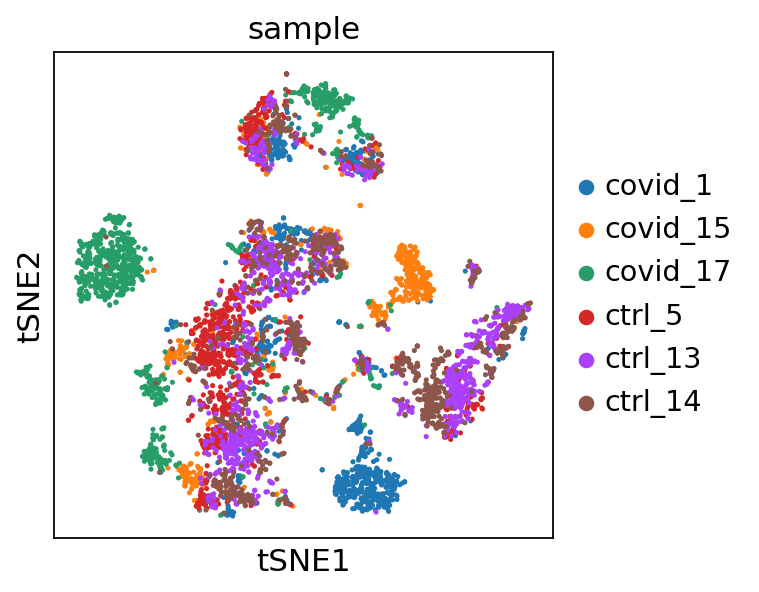 sample
tSNE2
tSNE1
covid_1
covid_15
covid_17
ctrl_5
ctrl_13
ctrl_14